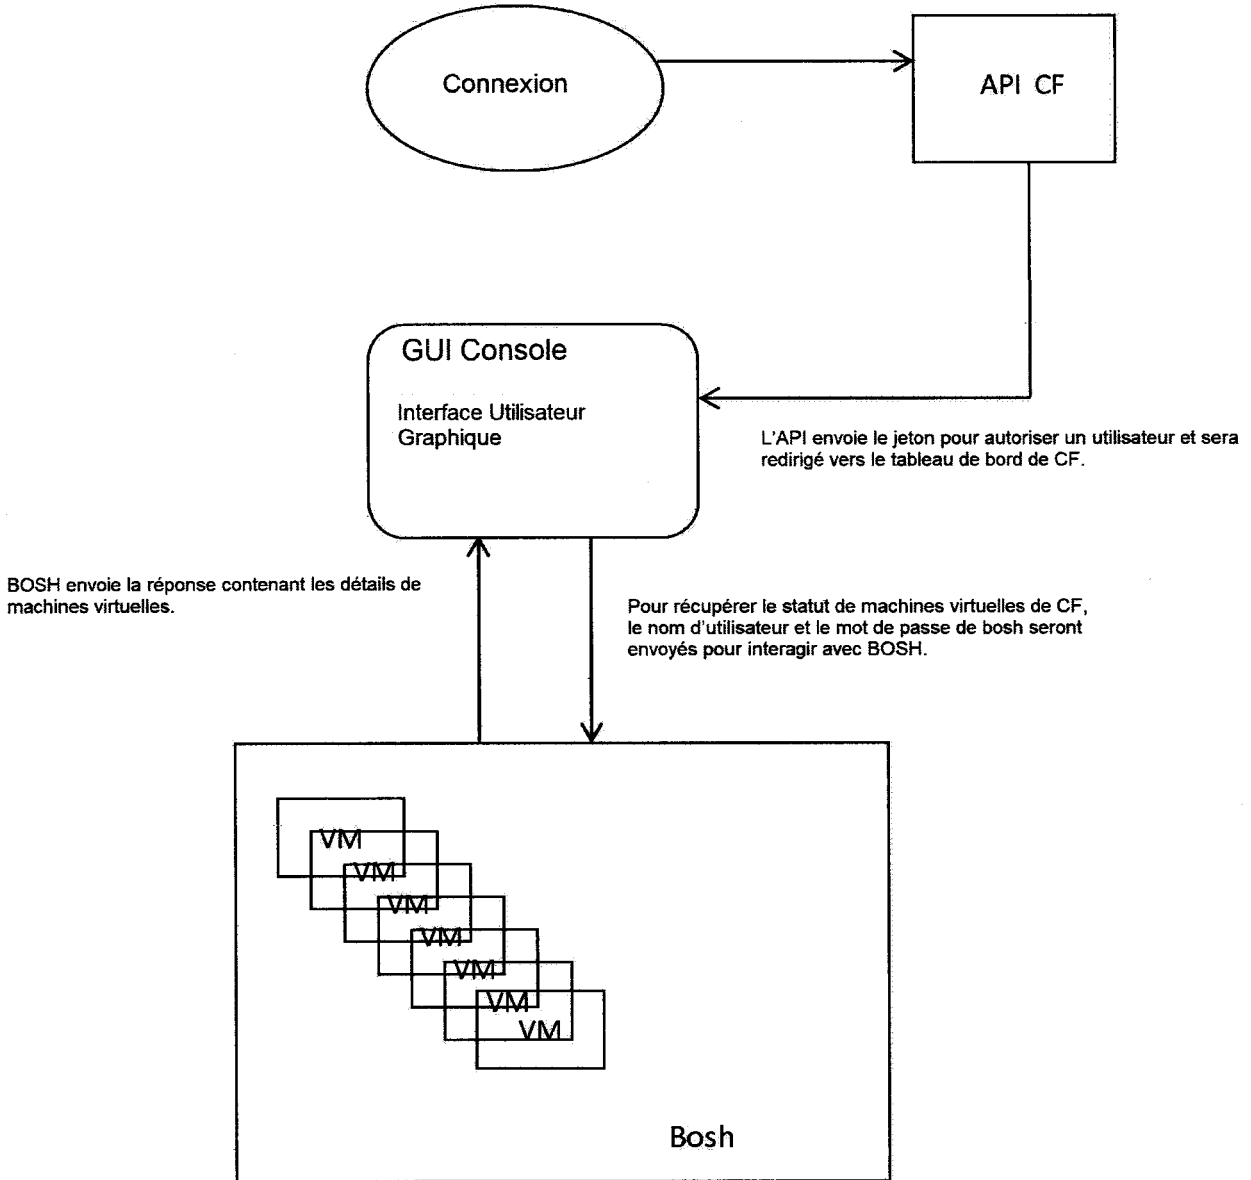 Connexion
API CF
GUI Console
Interface Utilisateur
Graphique
L'API envoie le jeton pour autoriser un utilisateur et sera
redirigé vers le tableau de bord de CF.
BOSH envoie la réponse contenant les détails de
machines virtuelles.
Pour récupérer le statut de machines virtuelles de CF,
le nom d'utilisateur et le mot de passe de bosh seront
envoyés pour interagir avec BOSH.
VM
VM
VM
VM
VM
VM
VM
Bosh